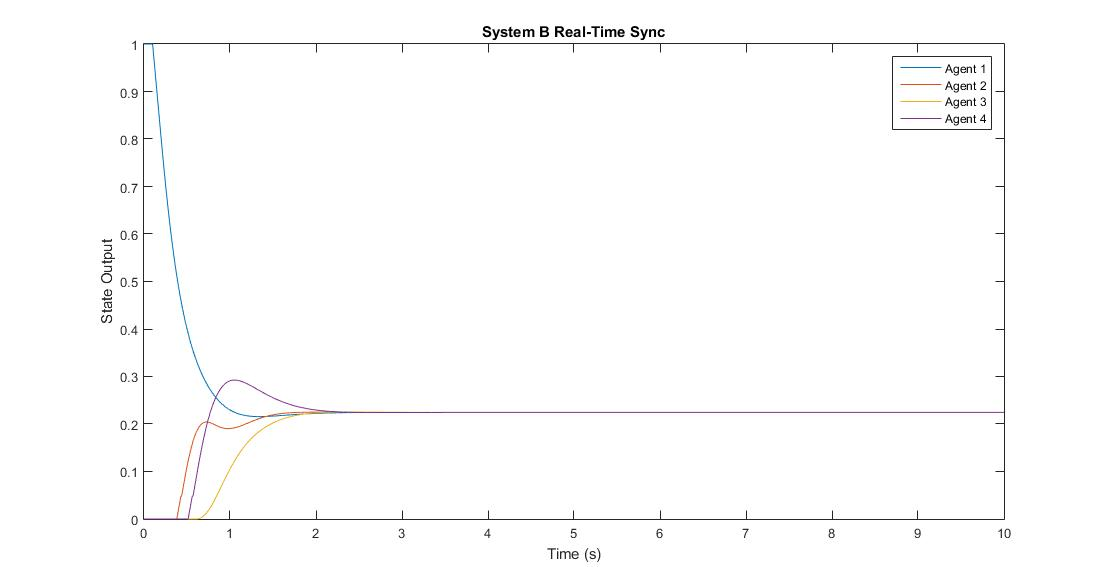 System B Real-Time Sync
Agent 1
Agent 2
Agent 3
Agent 4
State Output
1
0.9
0.8
0.7
0.6
0.5
0.4
0.3
0.2
0.1
0
0 1 2 3 4 5 6 7 8 9 10
Time (s)